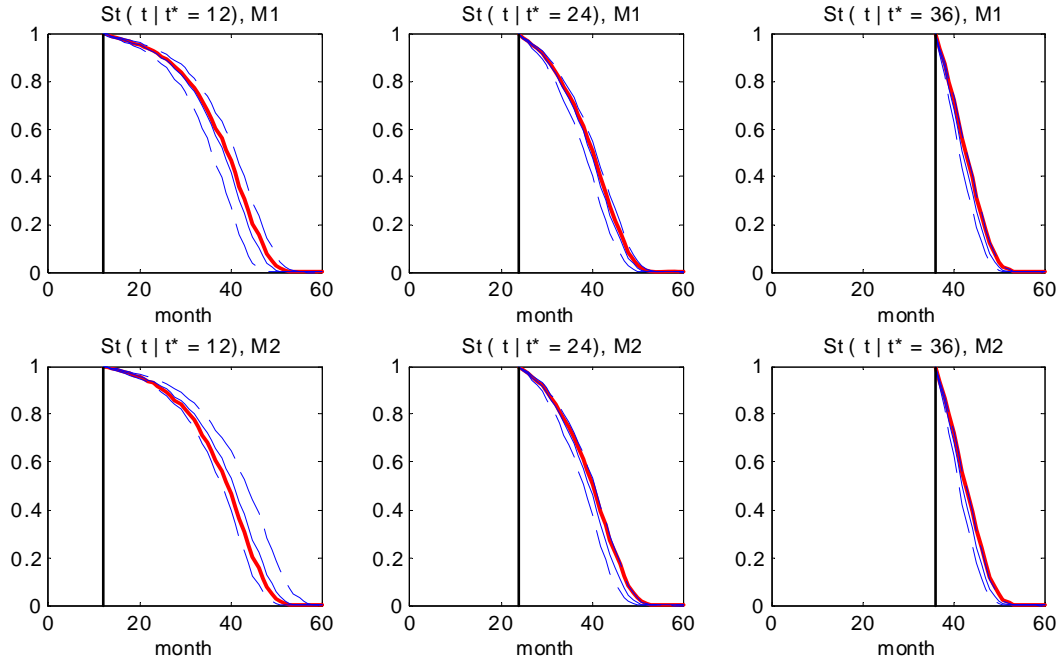 St ( t | t* = 12), M1
St ( t | t* = 24), M1
St ( t | t* = 36), M1
1
0.8
0.6
0.4
0.2
0
0 20 40 60
month
1
0.8
0.6
0.4
0.2
0
0 20 40 60
month
1
0.8
0.6
0.4
0.2
0
0 20 40 60
month
St ( t | t* = 12), M2
St ( t | t* = 24), M2
St ( t | t* = 36), M2
1
0.8
0.6
0.4
0.2
0
0 20 40 60
month
1
0.8
0.6
0.4
0.2
0
0 20 40 60
month
1
0.8
0.6
0.4
0.2
0
0 20 40 60
month